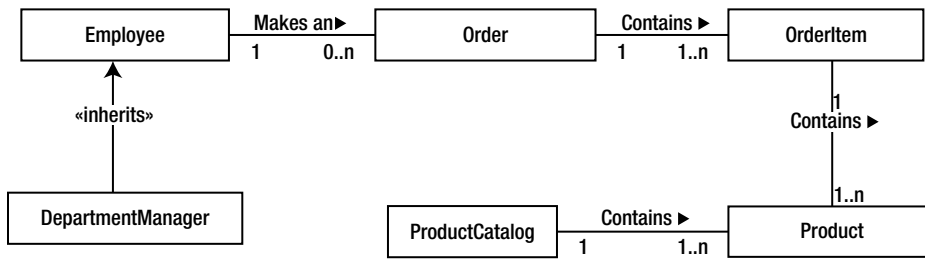 Employee
Makes an ▶
1
0..n
Order
Contains ▶
1
1..n
OrderItem
«inherits»
1
Contains ▶
1..n
DepartmentManager
ProductCatalog
Contains ▶
1
1..n
Product